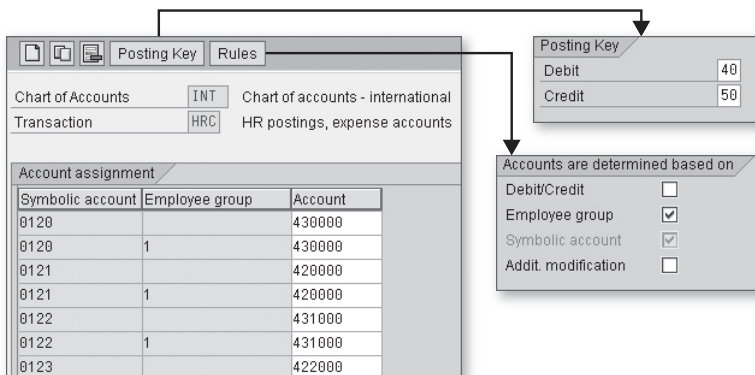 Posting Key Rules
Chart of Accounts INT Chart of accounts - international
Transaction HRC HR postings, expense accounts
Account assignment
Symbolic account Employee group Account
0120 430000
0120 1 430000
0121 420000
0121 1 420000
0122 431000
0122 1 431000
0123 422000
Posting Key
Debit 40
Credit 50
Accounts are determined based on
Debit/Credit
Employee group
Symbolic account
Addit. modification